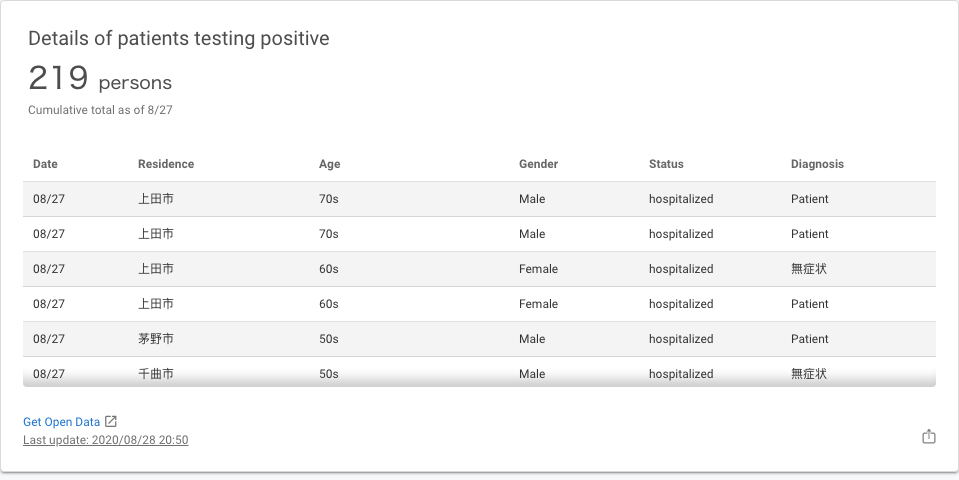 Details of patients testing positive
219 persons
Cumulative total as of 8/27
Date Residence Age Gender Status Diagnosis
08/27 上田市 70s Male hospitalized Patient
08/27 上田市 70s Male hospitalized Patient
08/27 上田市 60s Female hospitalized 無症状
08/27 上田市 60s Female hospitalized Patient
08/27 茅野市 50s Male hospitalized Patient
08/27 千曲市 50s Male hospitalized 無症状
Get Open Data
Last update: 2020/08/28 20:50